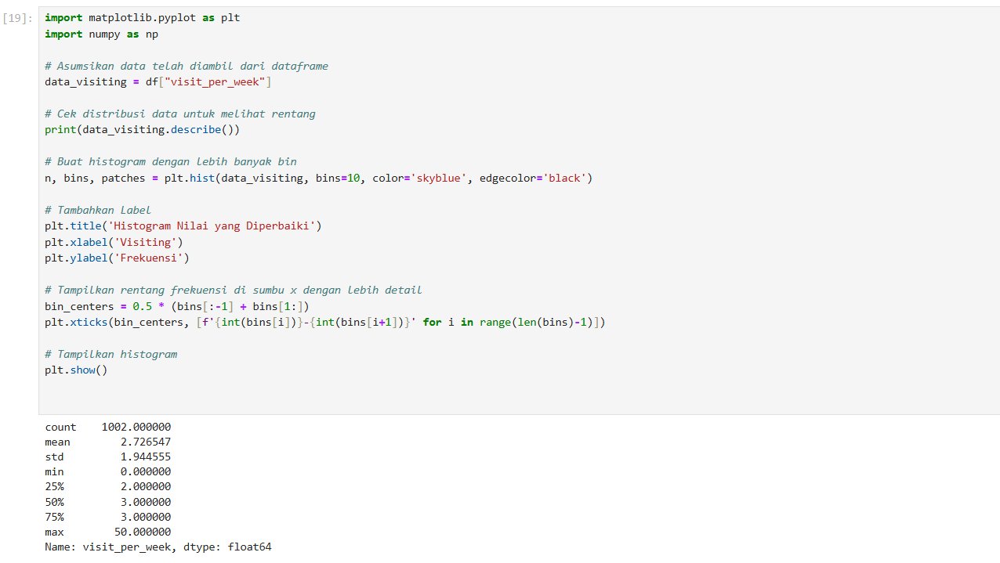 [19]:
import matplotlib.pyplot as plt
import numpy as np
# Asumsikan data telah diambil dari dataframe
data_visiting = df["visit_per_week"]
# Cek distribusi data untuk melihat rentang
print(data_visiting.describe())
# Buat histogram dengan lebih banyak bin
n, bins, patches = plt.hist(data_visiting, bins=10, color='skyblue', edgecolor='black')
# Tambahkan Label
plt.title('Histogram Nilai yang Diperbaiki')
plt.xlabel('Visiting')
plt.ylabel('Frekuensi')
# Tampilkan rentang frekuensi di sumbu x dengan lebih detail
bin_centers = 0.5 * (bins[:-1] + bins[1:])
plt.xticks(bin_centers, [f'{int(bins[i])}-{int(bins[i+1])}' for i in range(len(bins)-1)])
# Tampilkan histogram
plt.show()
count    1002.000000
mean        2.726547
std         1.944555
min         0.000000
25%         2.000000
50%         3.000000
75%         3.000000
max        50.000000
Name: visit_per_week, dtype: float64